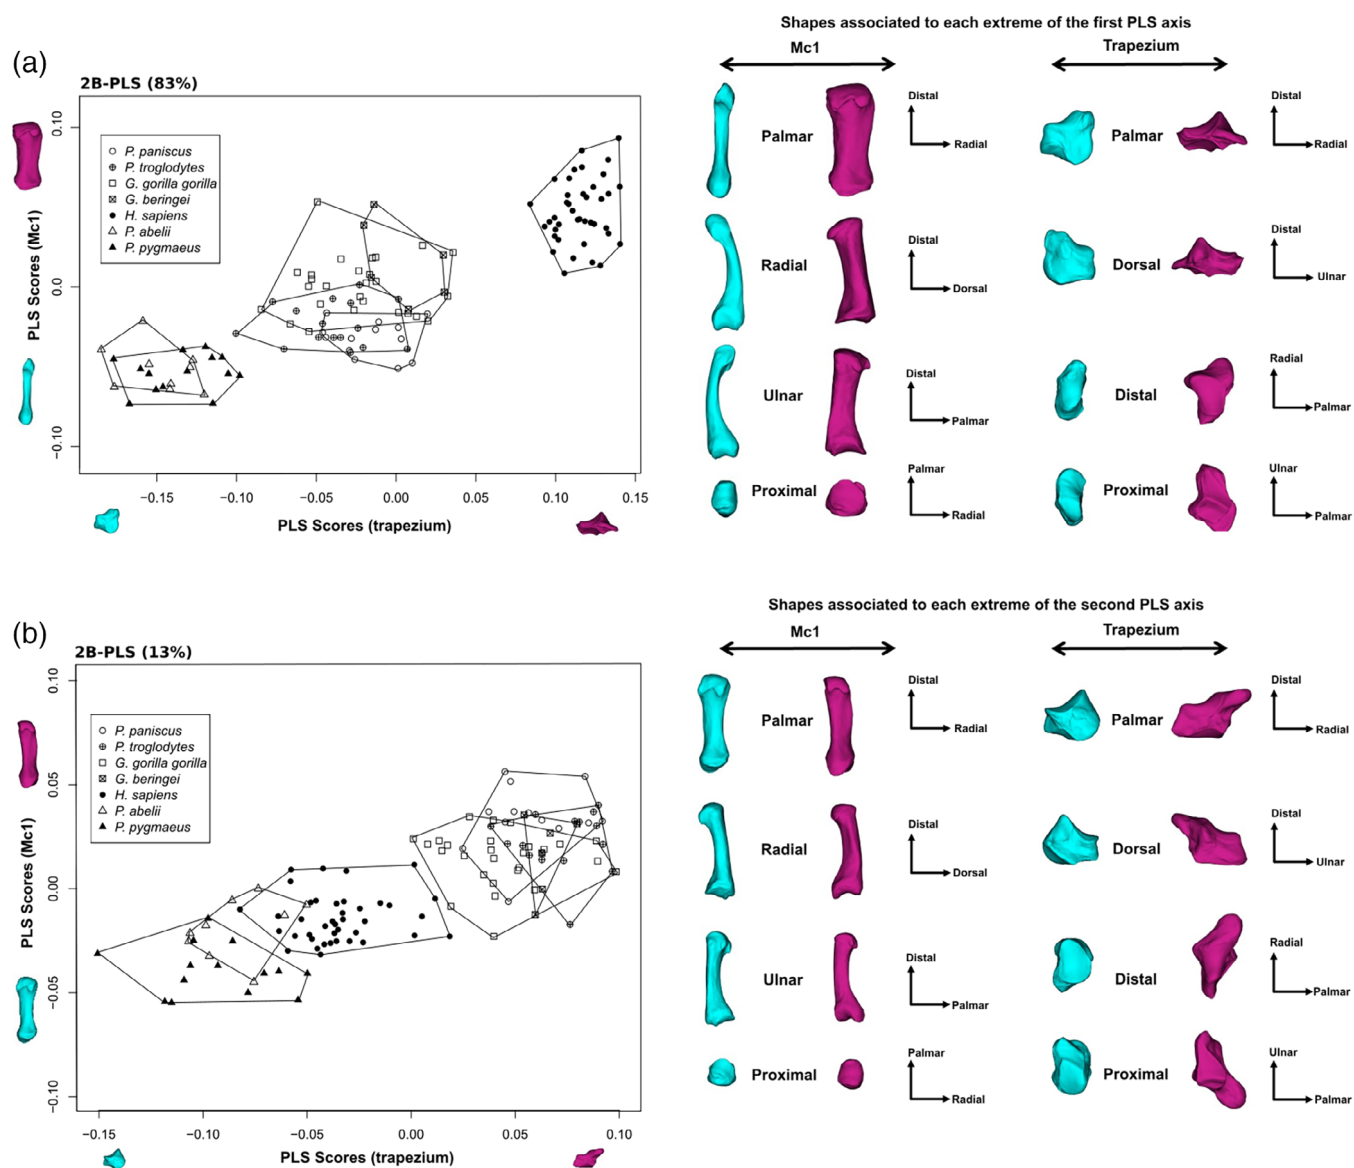 (a)
2B-PLS (83%)
PLS Scores (Mc1)
0.10
0.00
−0.10
P. paniscus
P. troglodytes
G. gorilla gorilla
G. beringei
H. sapiens
P. abelii
P. pygmaeus
−0.15 −0.10 −0.05 0.00 0.05 0.10 0.15
PLS Scores (trapezium)
Shapes associated to each extreme of the first PLS axis
Mc1 Trapezium
Palmar Distal Radial Palmar Distal Radial
Radial Distal Dorsal Dorsal Distal Ulnar
Ulnar Distal Palmar Distal Radial Palmar
Proximal Palmar Radial Proximal Ulnar Palmar
(b)
2B-PLS (13%)
PLS Scores (Mc1)
0.10
0.05
0.00
−0.05
−0.10
P. paniscus
P. troglodytes
G. gorilla gorilla
G. beringei
H. sapiens
P. abelii
P. pygmaeus
−0.15 −0.10 −0.05 0.00 0.05 0.10
PLS Scores (trapezium)
Shapes associated to each extreme of the second PLS axis
Mc1 Trapezium
Palmar Distal Radial Palmar Distal Radial
Radial Distal Dorsal Dorsal Distal Ulnar
Ulnar Distal Palmar Distal Radial Palmar
Proximal Palmar Radial Proximal Ulnar Palmar